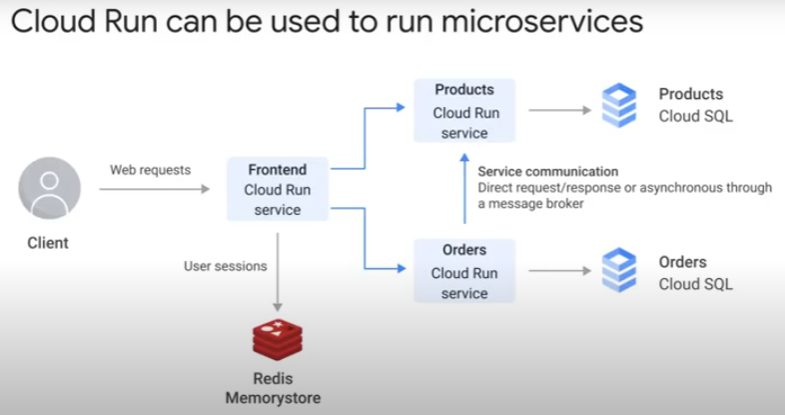 Cloud Run can be used to run microservices
Products
Cloud Run
service
Products
Cloud SQL
Web requests
Frontend
Cloud Run
service
Service communication
Direct request/response or asynchronous through
a message broker
Client
User sessions
Orders
Cloud Run
service
Orders
Cloud SQL
Redis
Memorystore